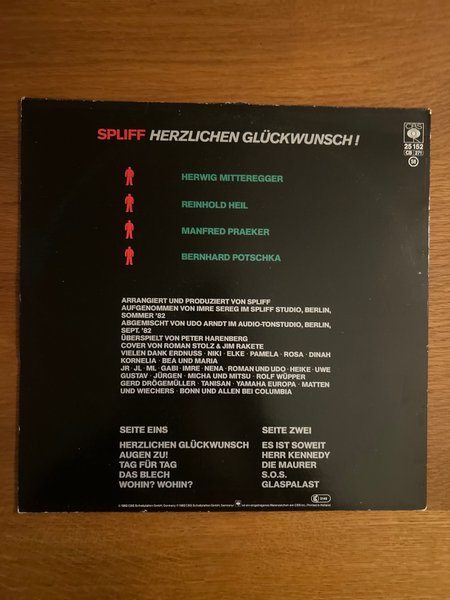 SPLIFF HERZLICHEN GLÜCKWUNSCH!
CBS
25 152
CB 271
38
HERWIG MITTEREGGER
REINHOLD HEIL
MANFRED PRAEKER
BERNHARD POTSCHKA
ARRANGIERT UND PRODUZIERT VON SPLIFF
AUFGENOMMEN VON IMRE SEREG IM SPLIFF STUDIO, BERLIN,
SOMMER '82
ABGEMISCHT VON UDO ARNDT IM AUDIO-TONSTUDIO, BERLIN,
SEPT. '82
ÜBERSPIELT VON PETER HARENBERG
COVER VON ROMAN STOLZ & JIM RAKETE
VIELEN DANK ERDNUSS · NIKI · ELKE · PAMELA · ROSA · DINAH
KORNELIA · BEA UND MARIA
JR · JL · ML · GABI · IMRE · NENA · ROMAN UND UDO · HEIKE · UWE
GUSTAV · JÜRGEN · MICHA UND MITSU · ROLF WÜPPER
GERD DRÖGEMÜLLER · TANISAN · YAMAHA EUROPA · MATTEN
UND WIECHERS · BONN UND ALLEN BEI COLUMBIA
SEITE EINS
HERZLICHEN GLÜCKWUNSCH
AUGEN ZU!
TAG FÜR TAG
DAS BLECH
WOHIN? WOHIN?
SEITE ZWEI
ES IST SOWEIT
HERR KENNEDY
DIE MAURER
S.O.S.
GLASPALAST